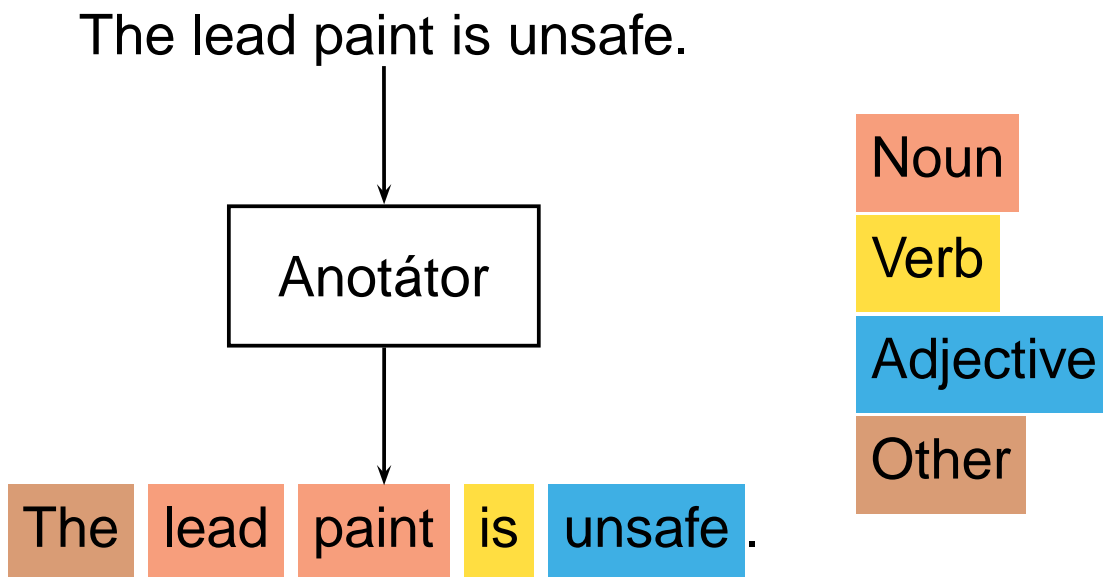 The lead paint is unsafe.
Noun
Verb
Anotátor
Adjective
Other
The lead paint is unsafe .